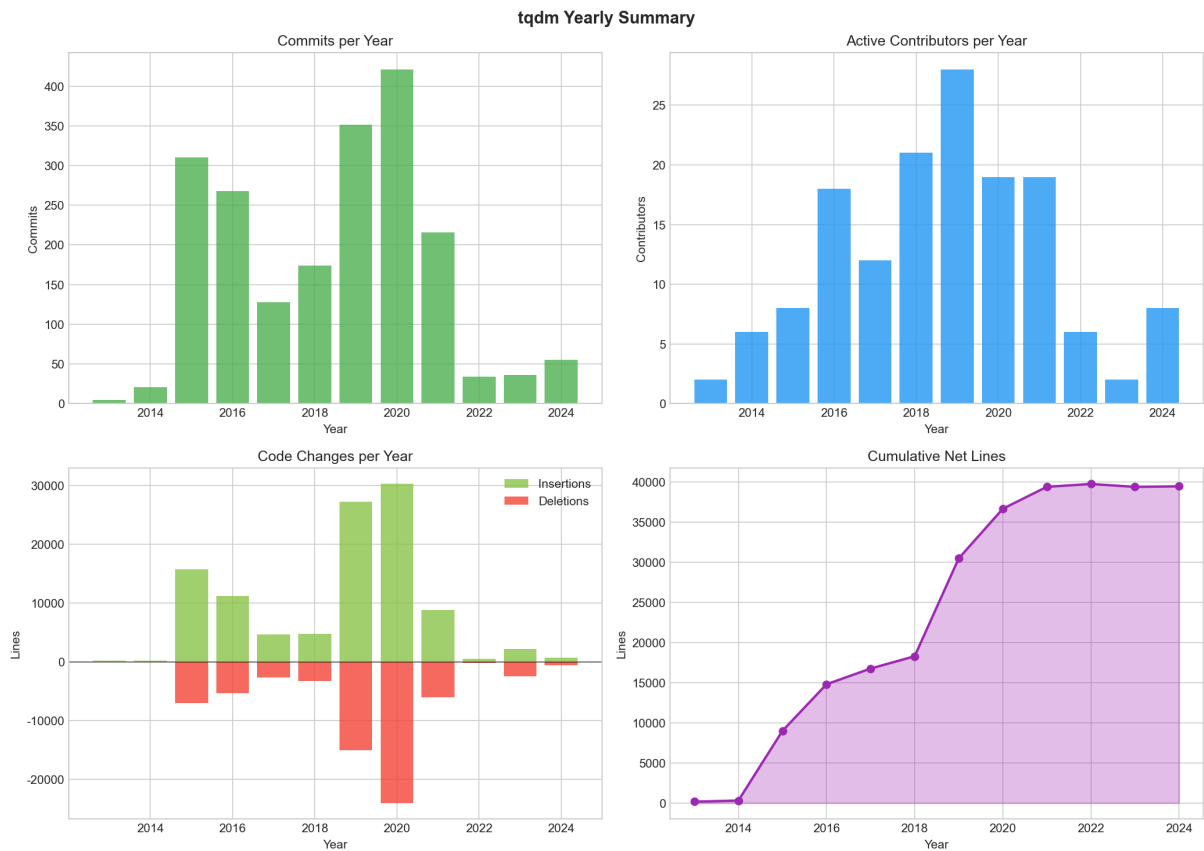 tqdm Yearly Summary
Commits per Year
Commits
400
350
300
250
200
150
100
50
0
2014 2016 2018 2020 2022 2024
Year
Active Contributors per Year
Contributors
25
20
15
10
5
0
2014 2016 2018 2020 2022 2024
Year
Code Changes per Year
Insertions
Deletions
Lines
30000
20000
10000
0
-10000
-20000
2014 2016 2018 2020 2022 2024
Year
Cumulative Net Lines
Lines
40000
35000
30000
25000
20000
15000
10000
5000
0
2014 2016 2018 2020 2022 2024
Year